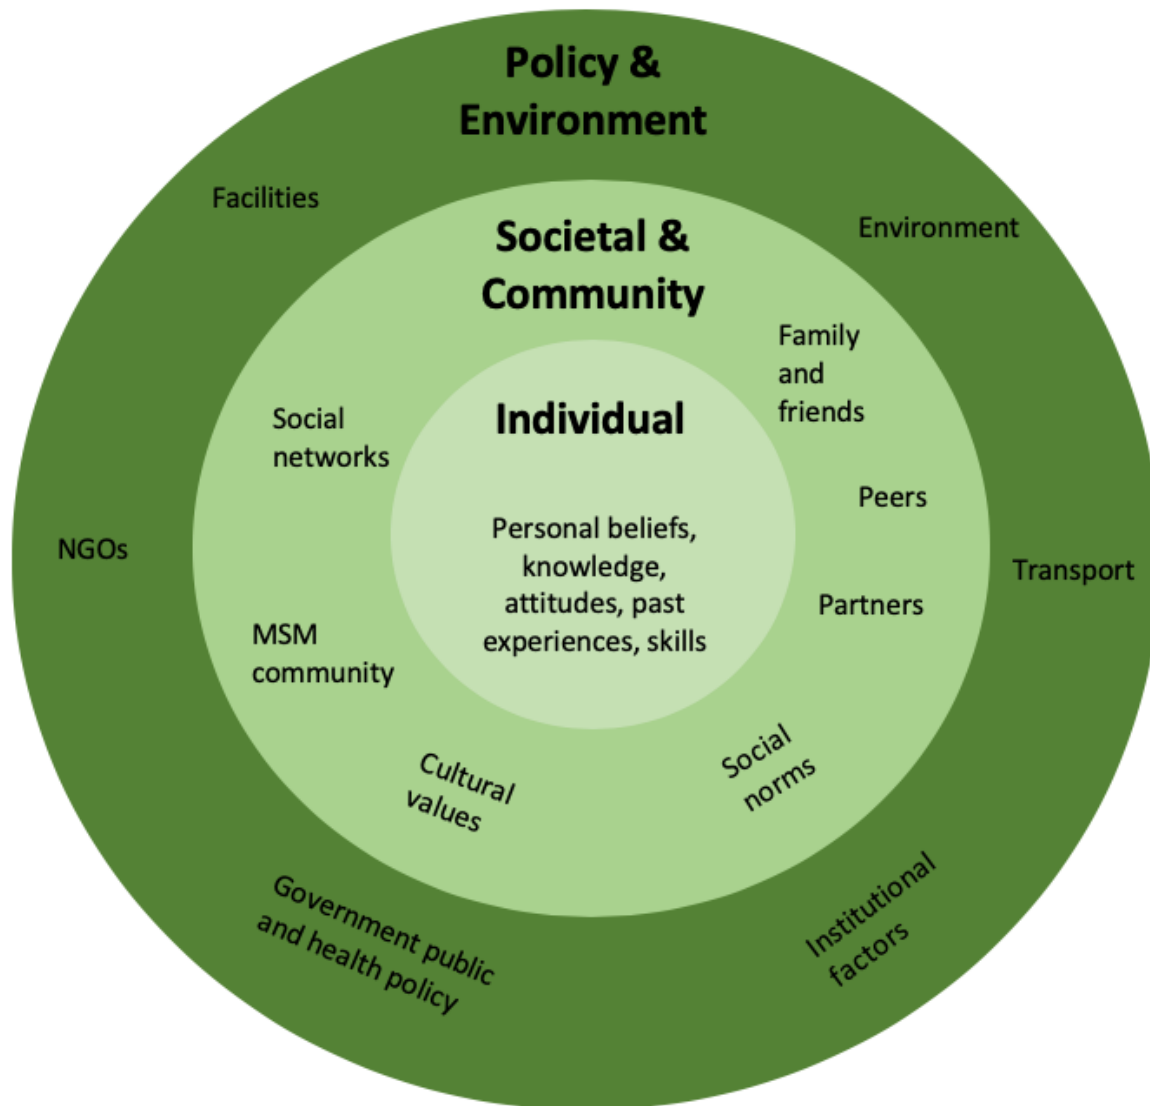 Policy &
Environment
Facilities
Environment
Societal &
Community
Family
and
friends
Individual
Social
networks
Peers
Personal beliefs,
knowledge,
attitudes, past
experiences, skills
NGOs
Transport
Partners
MSM
community
Cultural
values
Social
norms
Government public
and health policy
Institutional
factors